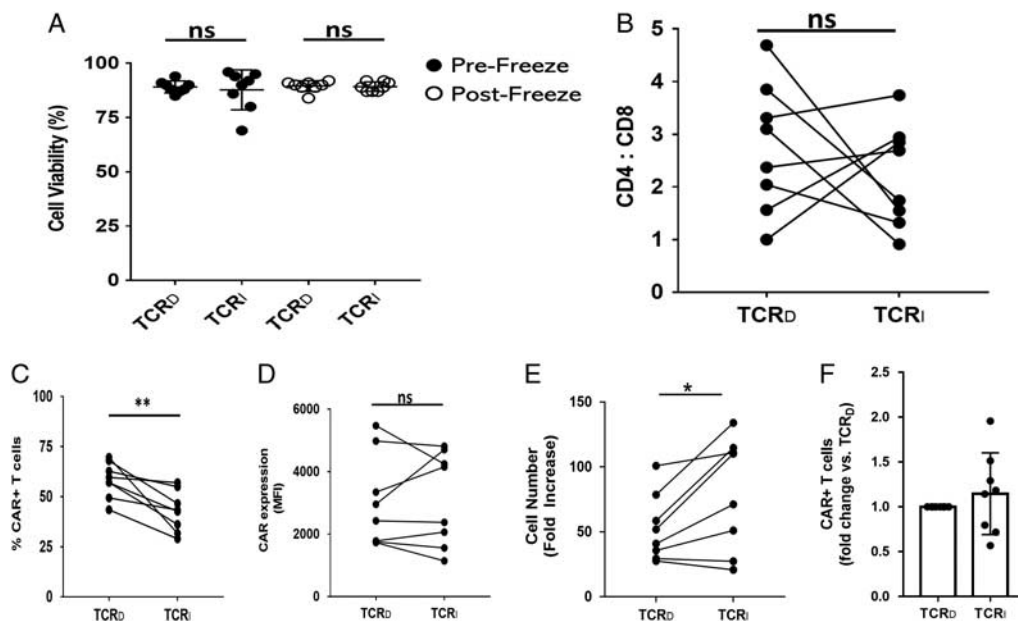 A
ns
ns
Cell Viability (%)
100
75
50
25
0
TCRD
TCRI
TCRD
TCRI
Pre-Freeze
Post-Freeze
B
ns
CD4 : CD8
5
4
3
2
1
0
TCRD
TCRI
C
**
% CAR+ T cells
100
75
50
25
0
TCRD
TCRI
D
ns
CAR expression
(MFI)
6000
4000
2000
0
TCRD
TCRI
E
*
Cell Number
(Fold Increase)
150
100
50
0
TCRD
TCRI
F
CAR+ T cells
(fold change vs. TCRD)
2.5
2.0
1.5
1.0
0.5
0.0
TCRD
TCRI